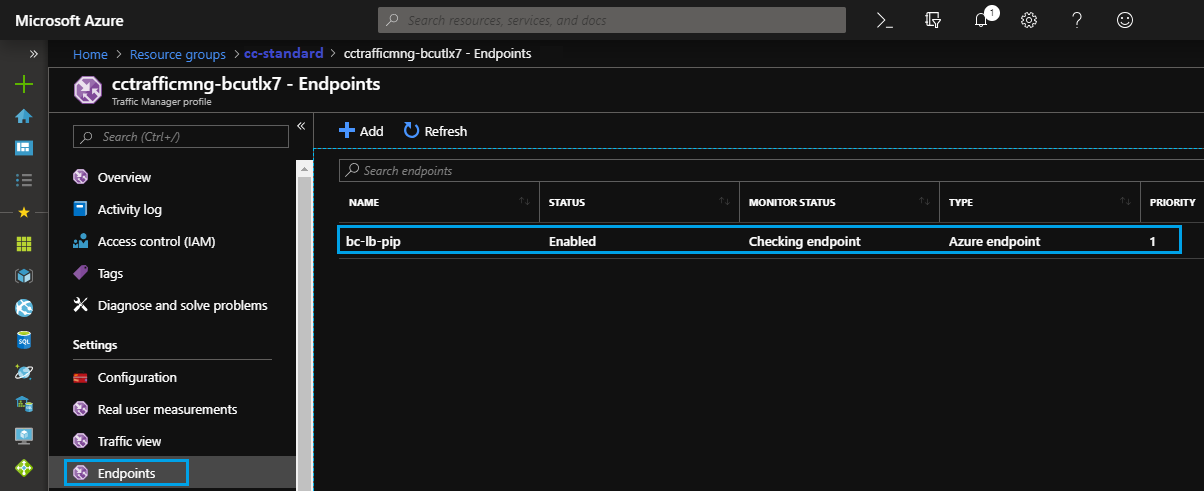 Microsoft Azure
Search resources, services, and docs
1
Home > Resource groups > cc-standard > cctrafficmng-bcutlx7 - Endpoints
cctrafficmng-bcutlx7 - Endpoints
Traffic Manager profile
Search (Ctrl+/)
Overview
Activity log
Access control (IAM)
Tags
Diagnose and solve problems
Settings
Configuration
Real user measurements
Traffic view
Endpoints
Add Refresh
Search endpoints
NAME STATUS MONITOR STATUS TYPE PRIORITY
bc-lb-pip Enabled Checking endpoint Azure endpoint 1